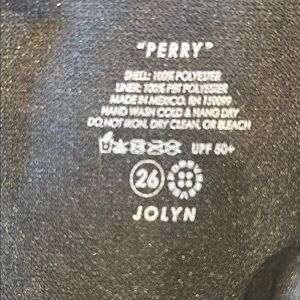 "PERRY"
SHELL: 100% POLYESTER
LINER: 100% PBT POLYESTER
MADE IN MEXICO. RN 159099
HAND WASH COLD & HANG DRY
DO NOT IRON, DRY CLEAN, OR BLEACH
UPF 50+
26
JOLYN